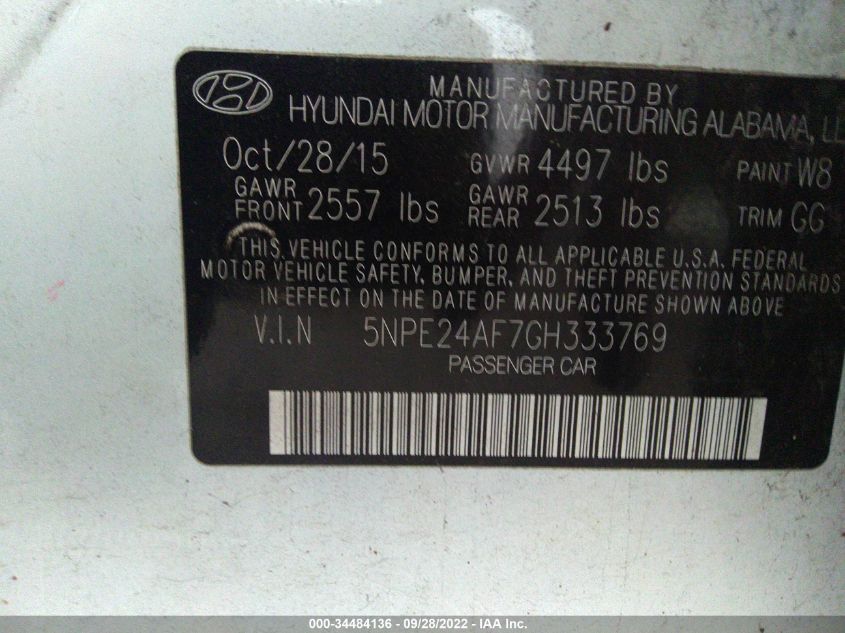 MANUFACTURED BY
HYUNDAI MOTOR MANUFACTURING ALABAMA, LL
Oct/28/15 GVWR 4497 lbs PAINT W8
GAWR FRONT 2557 lbs GAWR REAR 2513 lbs TRIM GG
THIS VEHICLE CONFORMS TO ALL APPLICABLE U.S.A. FEDERAL
MOTOR VEHICLE SAFETY, BUMPER, AND THEFT PREVENTION STANDARDS
IN EFFECT ON THE DATE OF MANUFACTURE SHOWN ABOVE
V.I.N 5NPE24AF7GH333769
PASSENGER CAR
000-34484136 - 09/28/2022 - IAA Inc.